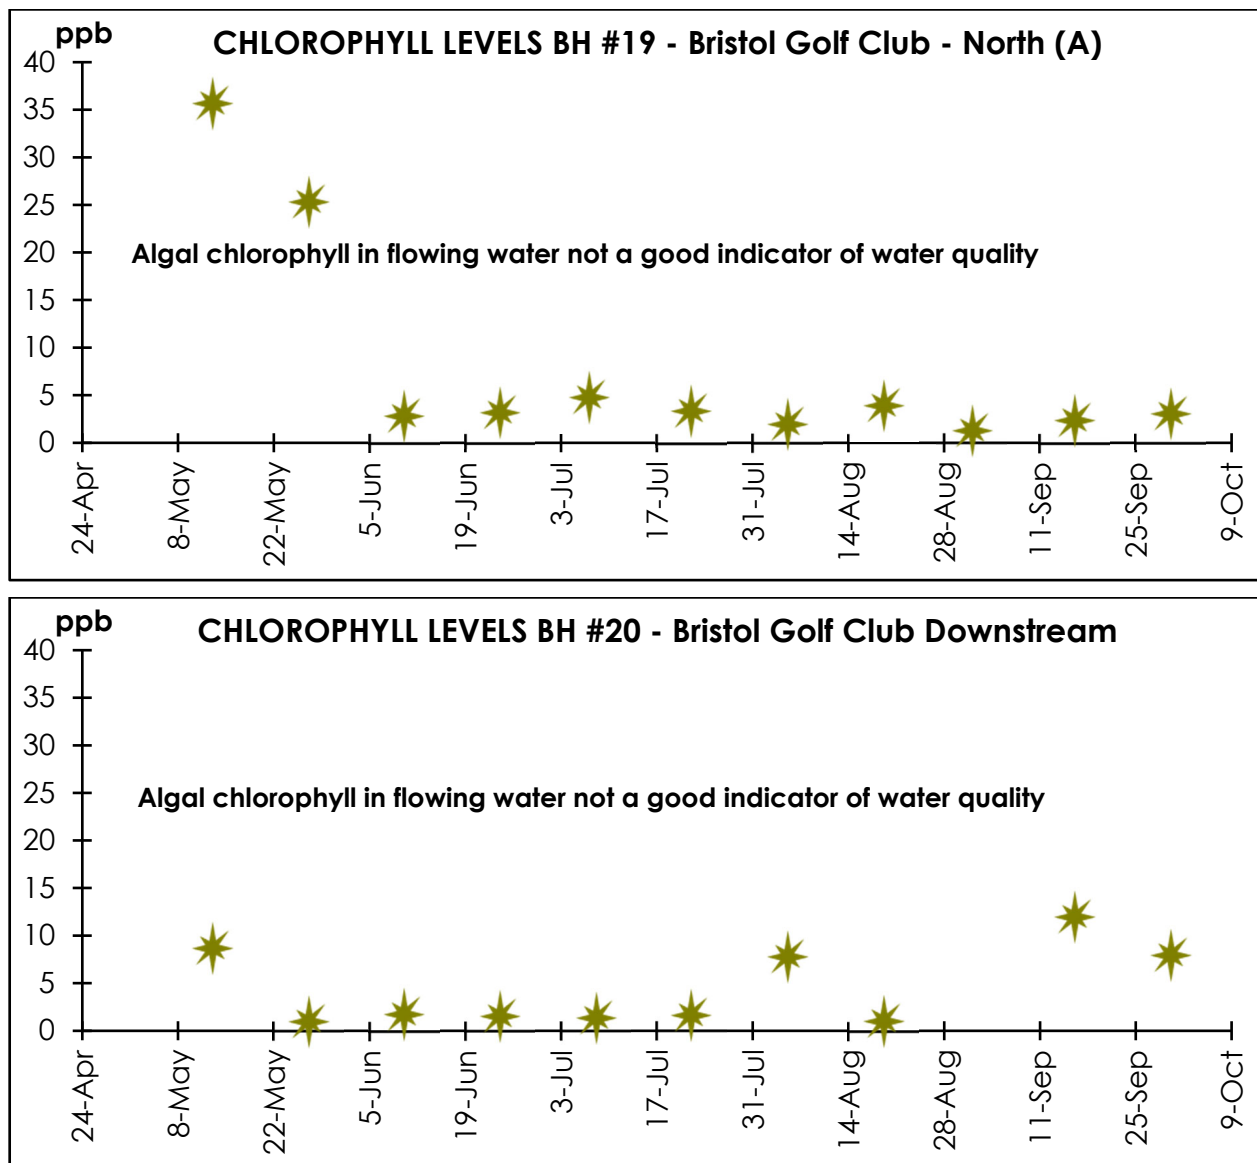 ppb
CHLOROPHYLL LEVELS BH #19 - Bristol Golf Club - North (A)
40
35
30
25
20
Algal chlorophyll in flowing water not a good indicator of water quality
15
10
5
0
24-Apr
8-May
22-May
5-Jun
19-Jun
3-Jul
17-Jul
31-Jul
14-Aug
28-Aug
11-Sep
25-Sep
9-Oct
ppb
CHLOROPHYLL LEVELS BH #20 - Bristol Golf Club Downstream
40
35
30
25
Algal chlorophyll in flowing water not a good indicator of water quality
20
15
10
5
0
24-Apr
8-May
22-May
5-Jun
19-Jun
3-Jul
17-Jul
31-Jul
14-Aug
28-Aug
11-Sep
25-Sep
9-Oct